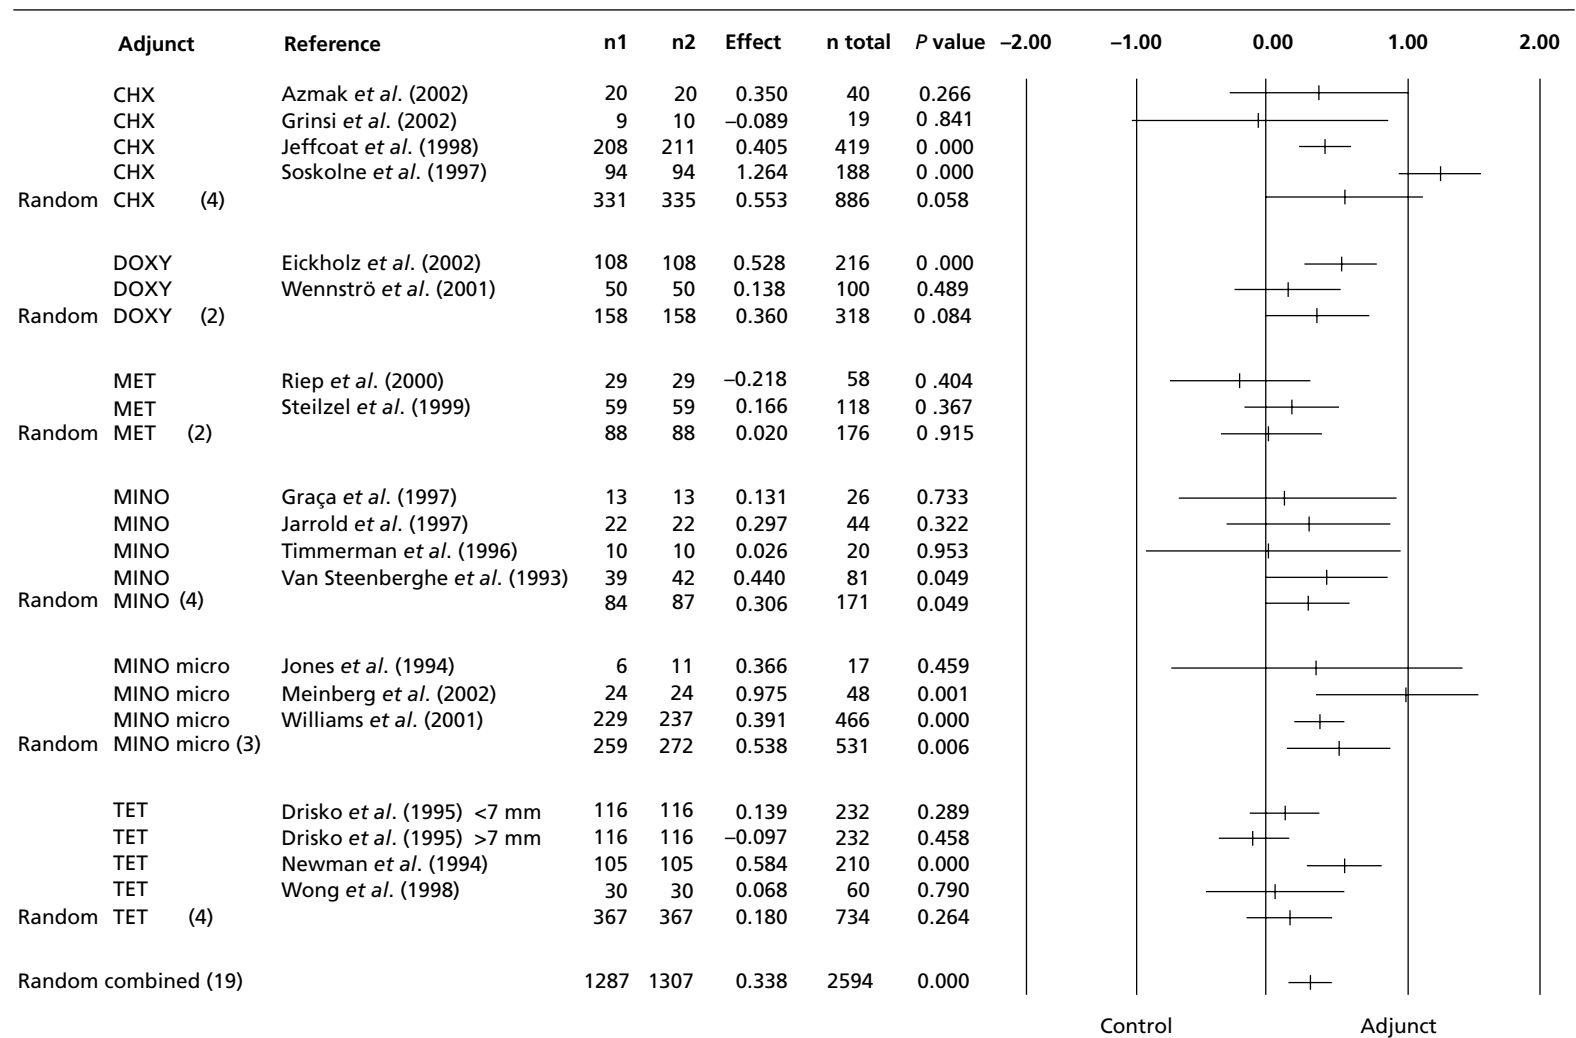 Adjunct Reference n1 n2 Effect n total P value −2.00 −1.00 0.00 1.00 2.00
CHX Azmak et al. (2002) 20 20 0.350 40 0.266
CHX Grinsi et al. (2002) 9 10 −0.089 19 0 .841
CHX Jeffcoat et al. (1998) 208 211 0.405 419 0 .000
CHX Soskolne et al. (1997) 94 94 1.264 188 0 .000
Random CHX (4) 331 335 0.553 886 0.058
DOXY Eickholz et al. (2002) 108 108 0.528 216 0 .000
DOXY Wennströ et al. (2001) 50 50 0.138 100 0.489
Random DOXY (2) 158 158 0.360 318 0 .084
MET Riep et al. (2000) 29 29 −0.218 58 0 .404
MET Steilzel et al. (1999) 59 59 0.166 118 0 .367
Random MET (2) 88 88 0.020 176 0 .915
MINO Graça et al. (1997) 13 13 0.131 26 0.733
MINO Jarrold et al. (1997) 22 22 0.297 44 0.322
MINO Timmerman et al. (1996) 10 10 0.026 20 0.953
MINO Van Steenberghe et al. (1993) 39 42 0.440 81 0.049
Random MINO (4) 84 87 0.306 171 0.049
MINO micro Jones et al. (1994) 6 11 0.366 17 0.459
MINO micro Meinberg et al. (2002) 24 24 0.975 48 0.001
MINO micro Williams et al. (2001) 229 237 0.391 466 0.000
Random MINO micro (3) 259 272 0.538 531 0.006
TET Drisko et al. (1995) <7 mm 116 116 0.139 232 0.289
TET Drisko et al. (1995) >7 mm 116 116 −0.097 232 0.458
TET Newman et al. (1994) 105 105 0.584 210 0.000
TET Wong et al. (1998) 30 30 0.068 60 0.790
Random TET (4) 367 367 0.180 734 0.264
Random combined (19) 1287 1307 0.338 2594 0.000
Control Adjunct